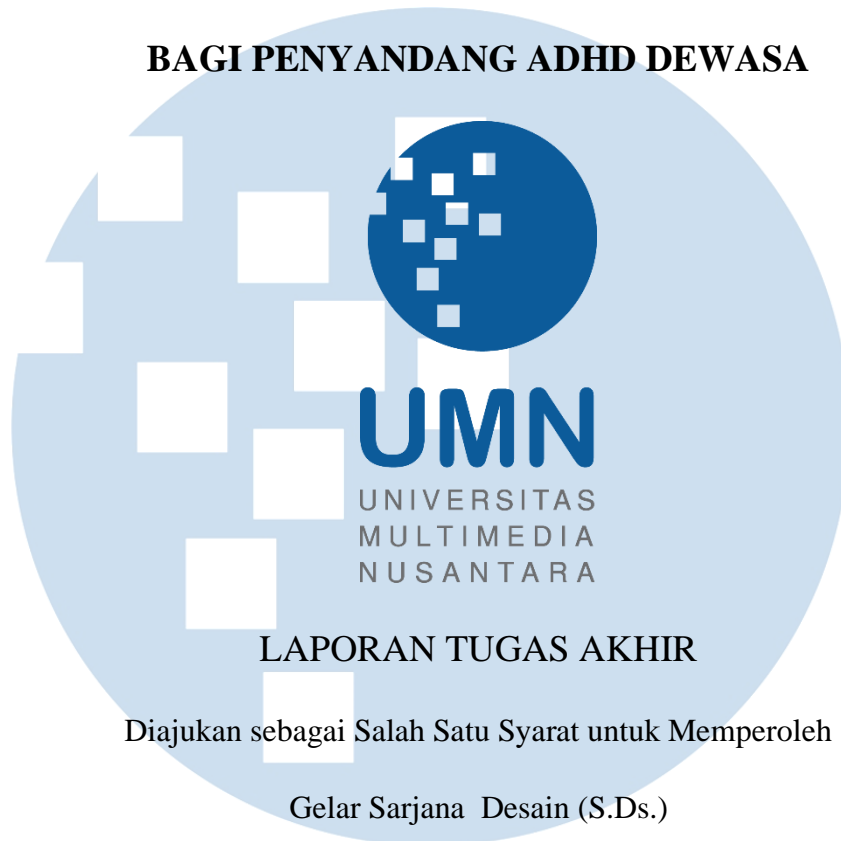 BAGI PENYANDANG ADHD DEWASA
UMN
UNIVERSITAS
MULTIMEDIA
NUSANTARA
LAPORAN TUGAS AKHIR
Diajukan sebagai Salah Satu Syarat untuk Memperoleh
Gelar Sarjana  Desain (S.Ds.)